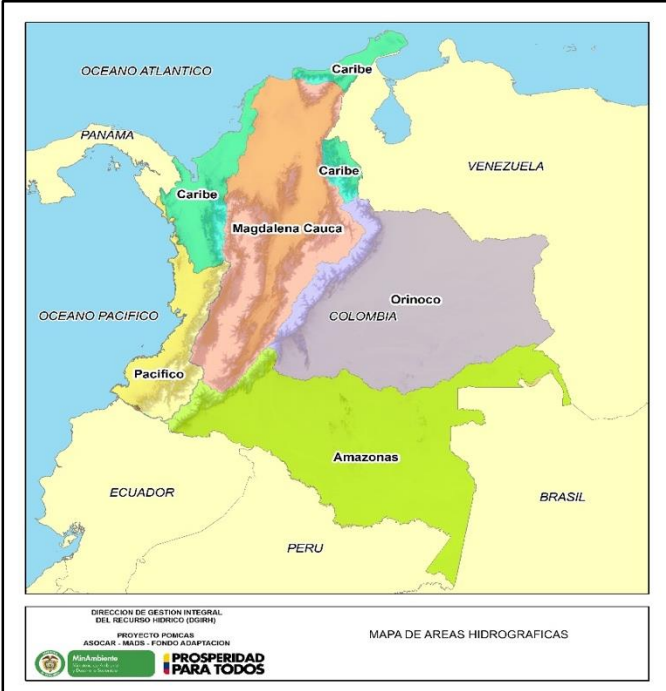 OCEANO ATLANTICO
Caribe
PANAMA
VENEZUELA
Caribe
Caribe
Magdalena Cauca
Orinoco
OCEANO PACIFICO
COLOMBIA
Pacifico
Amazonas
ECUADOR
BRASIL
PERU
DIRECCION DE GESTION INTEGRAL
DEL RECURSO HIDRICO (DGIRH)
PROYECTO POMCAS
ASOCAR - MADS - FONDO ADAPTACION
MAPA DE AREAS HIDROGRAFICAS
MinAmbiente
PROSPERIDAD
PARA TODOS